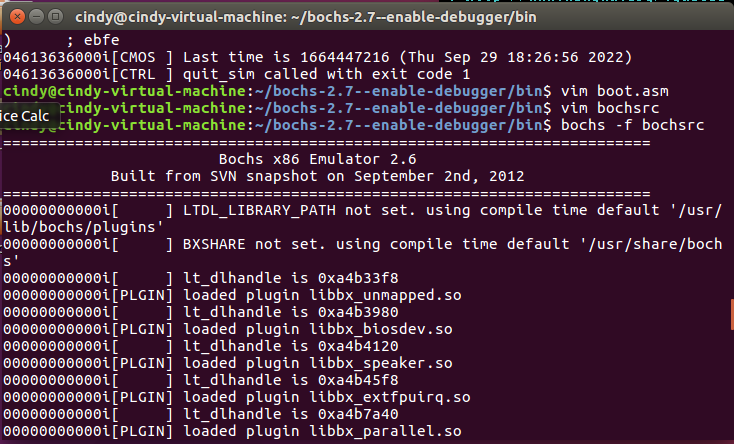 cindy@cindy-virtual-machine: ~/bochs-2.7--enable-debugger/bin
)       ; ebfe
04613636000i[CMOS ] Last time is 1664447216 (Thu Sep 29 18:26:56 2022)
04613636000i[CTRL ] quit_sim called with exit code 1
cindy@cindy-virtual-machine:~/bochs-2.7--enable-debugger/bin$ vim boot.asm
cindy@cindy-virtual-machine:~/bochs-2.7--enable-debugger/bin$ vim bochsrc
ice Calc
cindy@cindy-virtual-machine:~/bochs-2.7--enable-debugger/bin$ bochs -f bochsrc
========================================================================
Bochs x86 Emulator 2.6
Built from SVN snapshot on September 2nd, 2012
========================================================================
00000000000i[     ] LTDL_LIBRARY_PATH not set. using compile time default '/usr/
lib/bochs/plugins'
00000000000i[     ] BXSHARE not set. using compile time default '/usr/share/boch
s'
00000000000i[     ] lt_dlhandle is 0xa4b33f8
00000000000i[PLGIN] loaded plugin libbx_unmapped.so
00000000000i[     ] lt_dlhandle is 0xa4b3980
00000000000i[PLGIN] loaded plugin libbx_biosdev.so
00000000000i[     ] lt_dlhandle is 0xa4b4120
00000000000i[PLGIN] loaded plugin libbx_speaker.so
00000000000i[     ] lt_dlhandle is 0xa4b45f8
00000000000i[PLGIN] loaded plugin libbx_extfpuirq.so
00000000000i[     ] lt_dlhandle is 0xa4b7a40
00000000000i[PLGIN] loaded plugin libbx_parallel.so